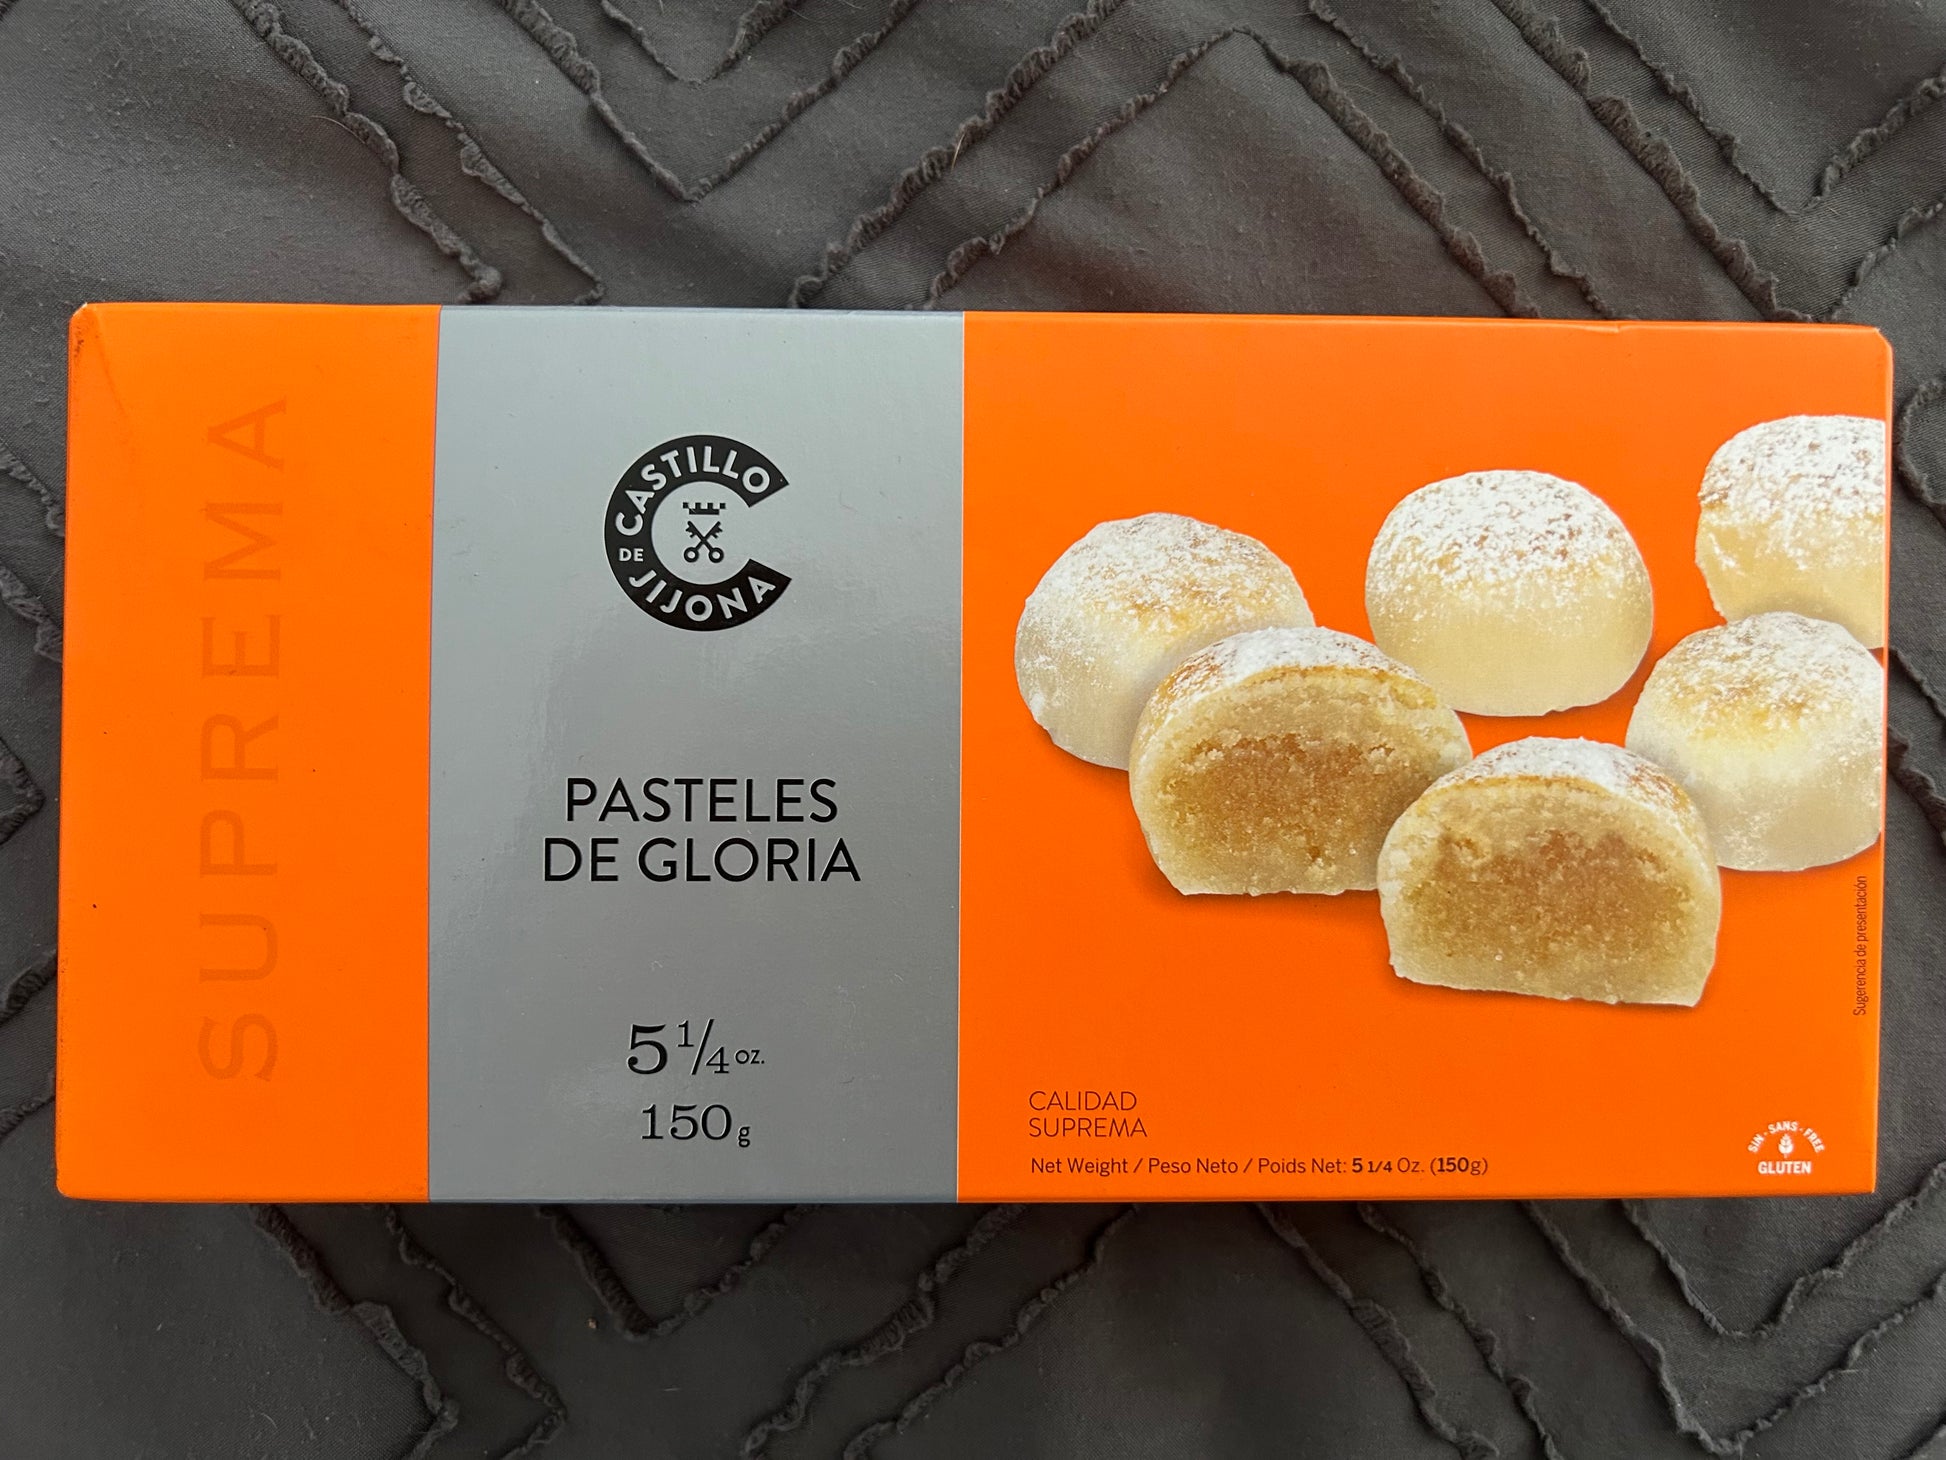 SUPREMA
CASTILLO
DE
JIJONA
PASTELES
DE GLORIA
5 1/4 oz.
150 g
CALIDAD
SUPREMA
Net Weight / Peso Neto / Poids Net: 5 1/4 Oz. (150g)
Sugerencia de presentación
SIN · SANS · FREE
GLUTEN